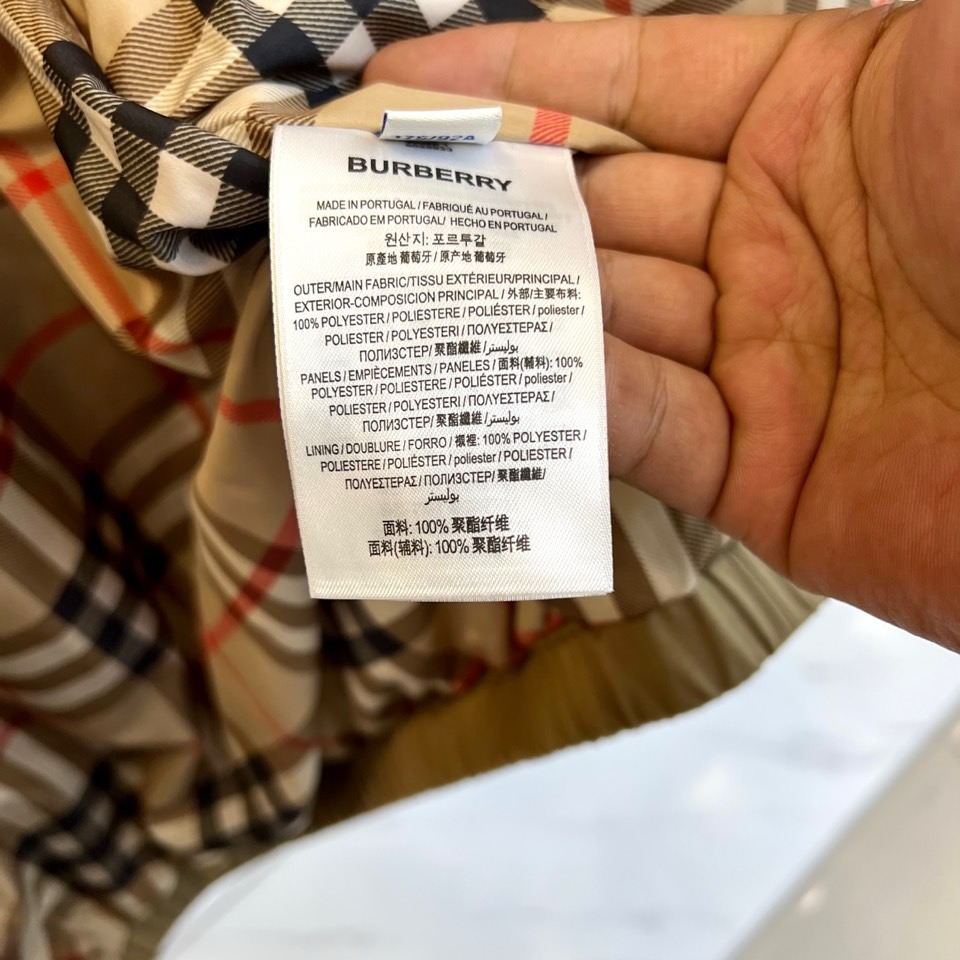 175/92A
BURBERRY
MADE IN PORTUGAL / FABRIQUÉ AU PORTUGAL /
FABRICADO EM PORTUGAL/ HECHO EN PORTUGAL
원산지: 포르투갈
原產地 葡萄牙 / 原产地 葡萄牙
OUTER/MAIN FABRIC/TISSU EXTÉRIEUR/PRINCIPAL /
EXTERIOR-COMPOSICION PRINCIPAL / 外部/主要布料:
100% POLYESTER / POLIESTERE / POLIÉSTER / poliester /
POLIESTER / POLYESTERI / ΠΟΛΥΕΣΤΕΡΑΣ /
ПОЛИЭСТЕР/ 聚酯纖維 /بوليستر
PANELS / EMPIÈCEMENTS / PANELES / 面料(輔料): 100%
POLYESTER / POLIESTERE / POLIÉSTER / poliester /
POLIESTER / POLYESTERI / ΠΟΛΥΕΣΤΕΡΑΣ /
ПОЛИЭСТЕР/ 聚酯纖維 /بوليستر
LINING / DOUBLURE / FORRO / 襯裡: 100% POLYESTER /
POLIESTERE / POLIÉSTER / poliester / POLIESTER /
ΠΟΛΥΕΣΤΕΡΑΣ / ПОЛИЭСТЕР/ 聚酯纖維/
بوليستر
面料: 100% 聚酯纤维
面料(辅料): 100% 聚酯纤维